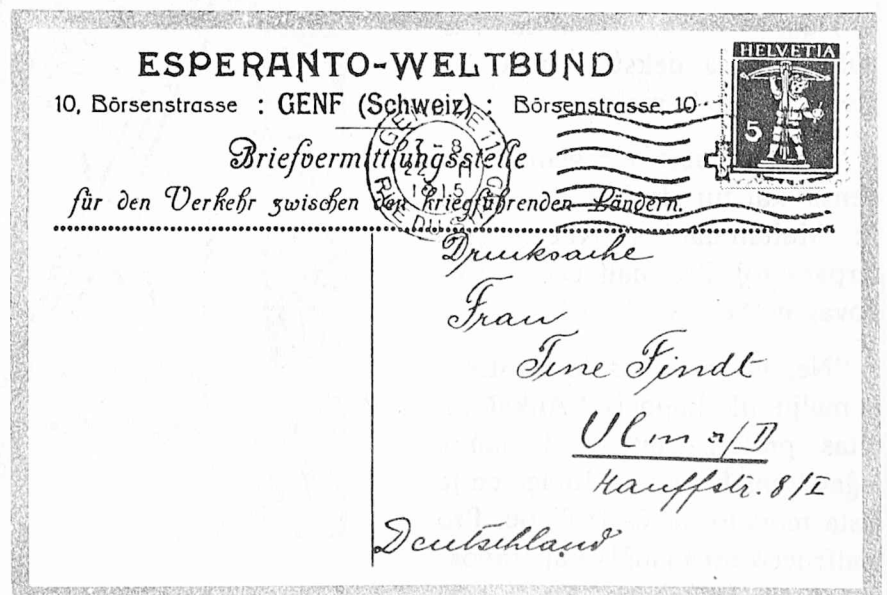 HELVETIA
5
ESPERANTO-WELTBUND
10, Börsenstrasse : GENF (Schweiz) : Börsenstrasse, 10
Briefvermittlungsstelle
für den Verkehr zwischen den kriegführenden Ländern.
1915
Drucksache
Frau
Tine Findt
Ulm a/D
Hauffstr. 8/I
Deutschland